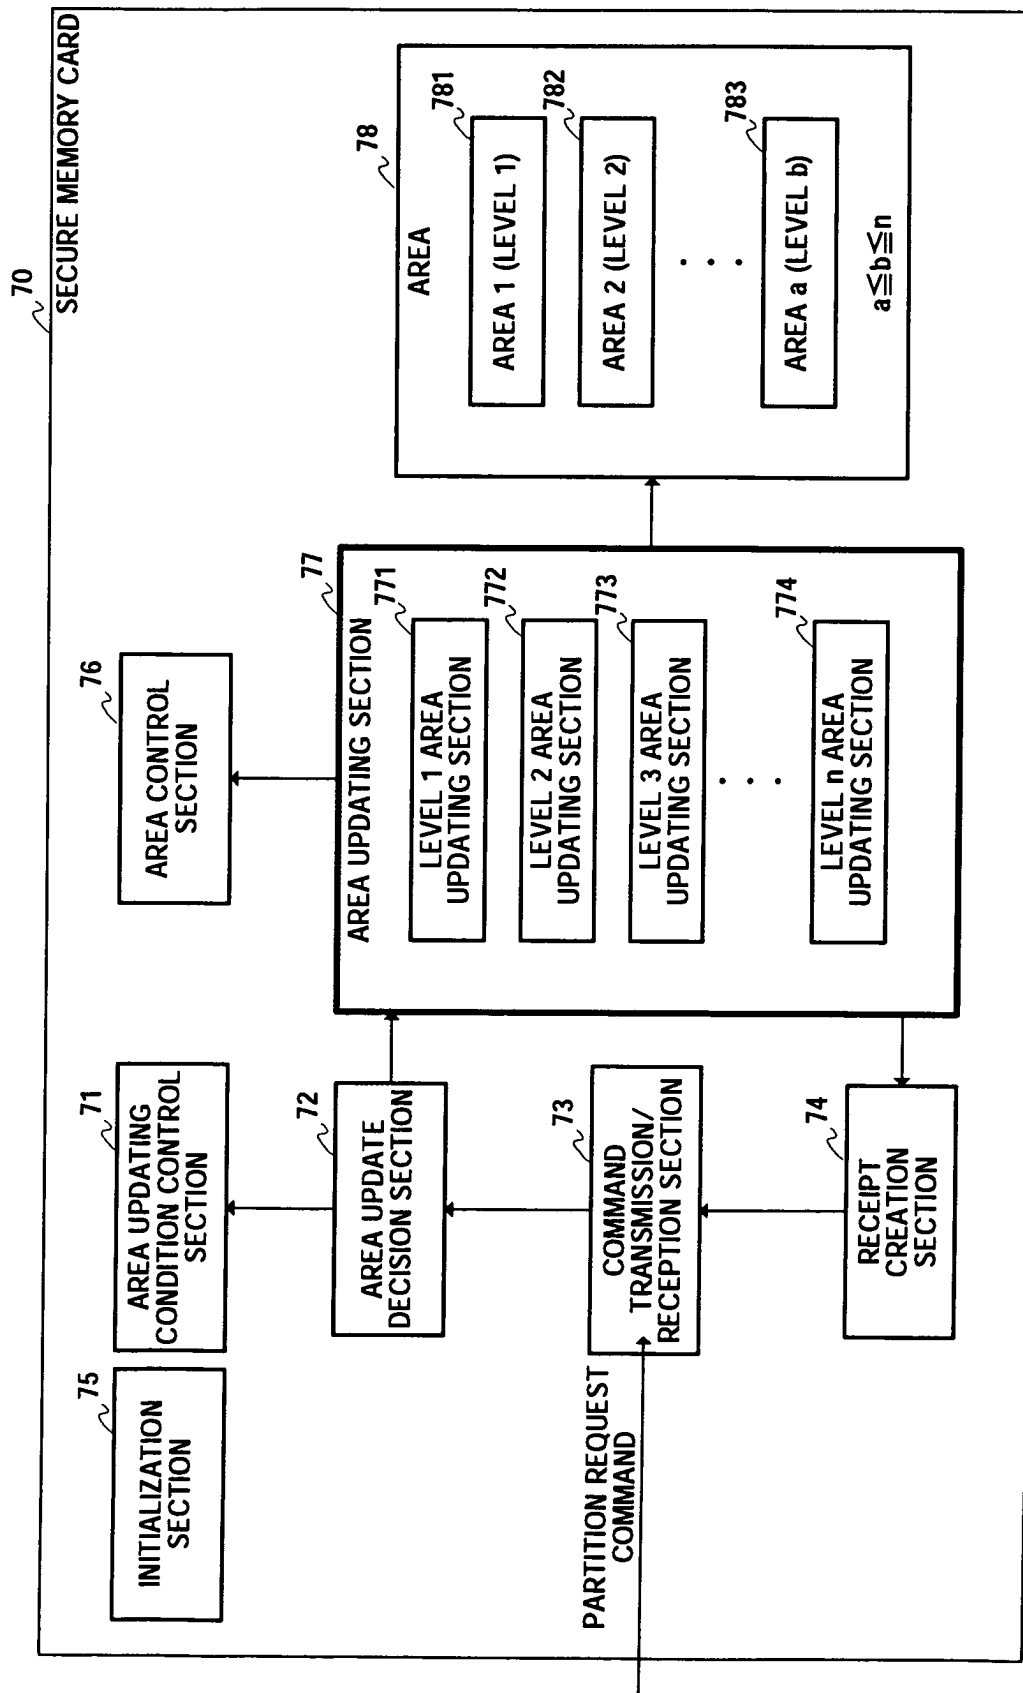 70
SECURE MEMORY CARD
75
INITIALIZATION
SECTION
71
AREA UPDATING
CONDITION CONTROL
SECTION
76
AREA CONTROL
SECTION
72
AREA UPDATE
DECISION SECTION
PARTITION REQUEST
COMMAND
73
COMMAND
TRANSMISSION/
RECEPTION SECTION
74
RECEIPT
CREATION
SECTION
77
AREA UPDATING SECTION
771
LEVEL 1 AREA
UPDATING SECTION
772
LEVEL 2 AREA
UPDATING SECTION
773
LEVEL 3 AREA
UPDATING SECTION
· · ·
774
LEVEL n AREA
UPDATING SECTION
78
AREA
781
AREA 1 (LEVEL 1)
782
AREA 2 (LEVEL 2)
· · ·
783
AREA a (LEVEL b)
a≦b≦n